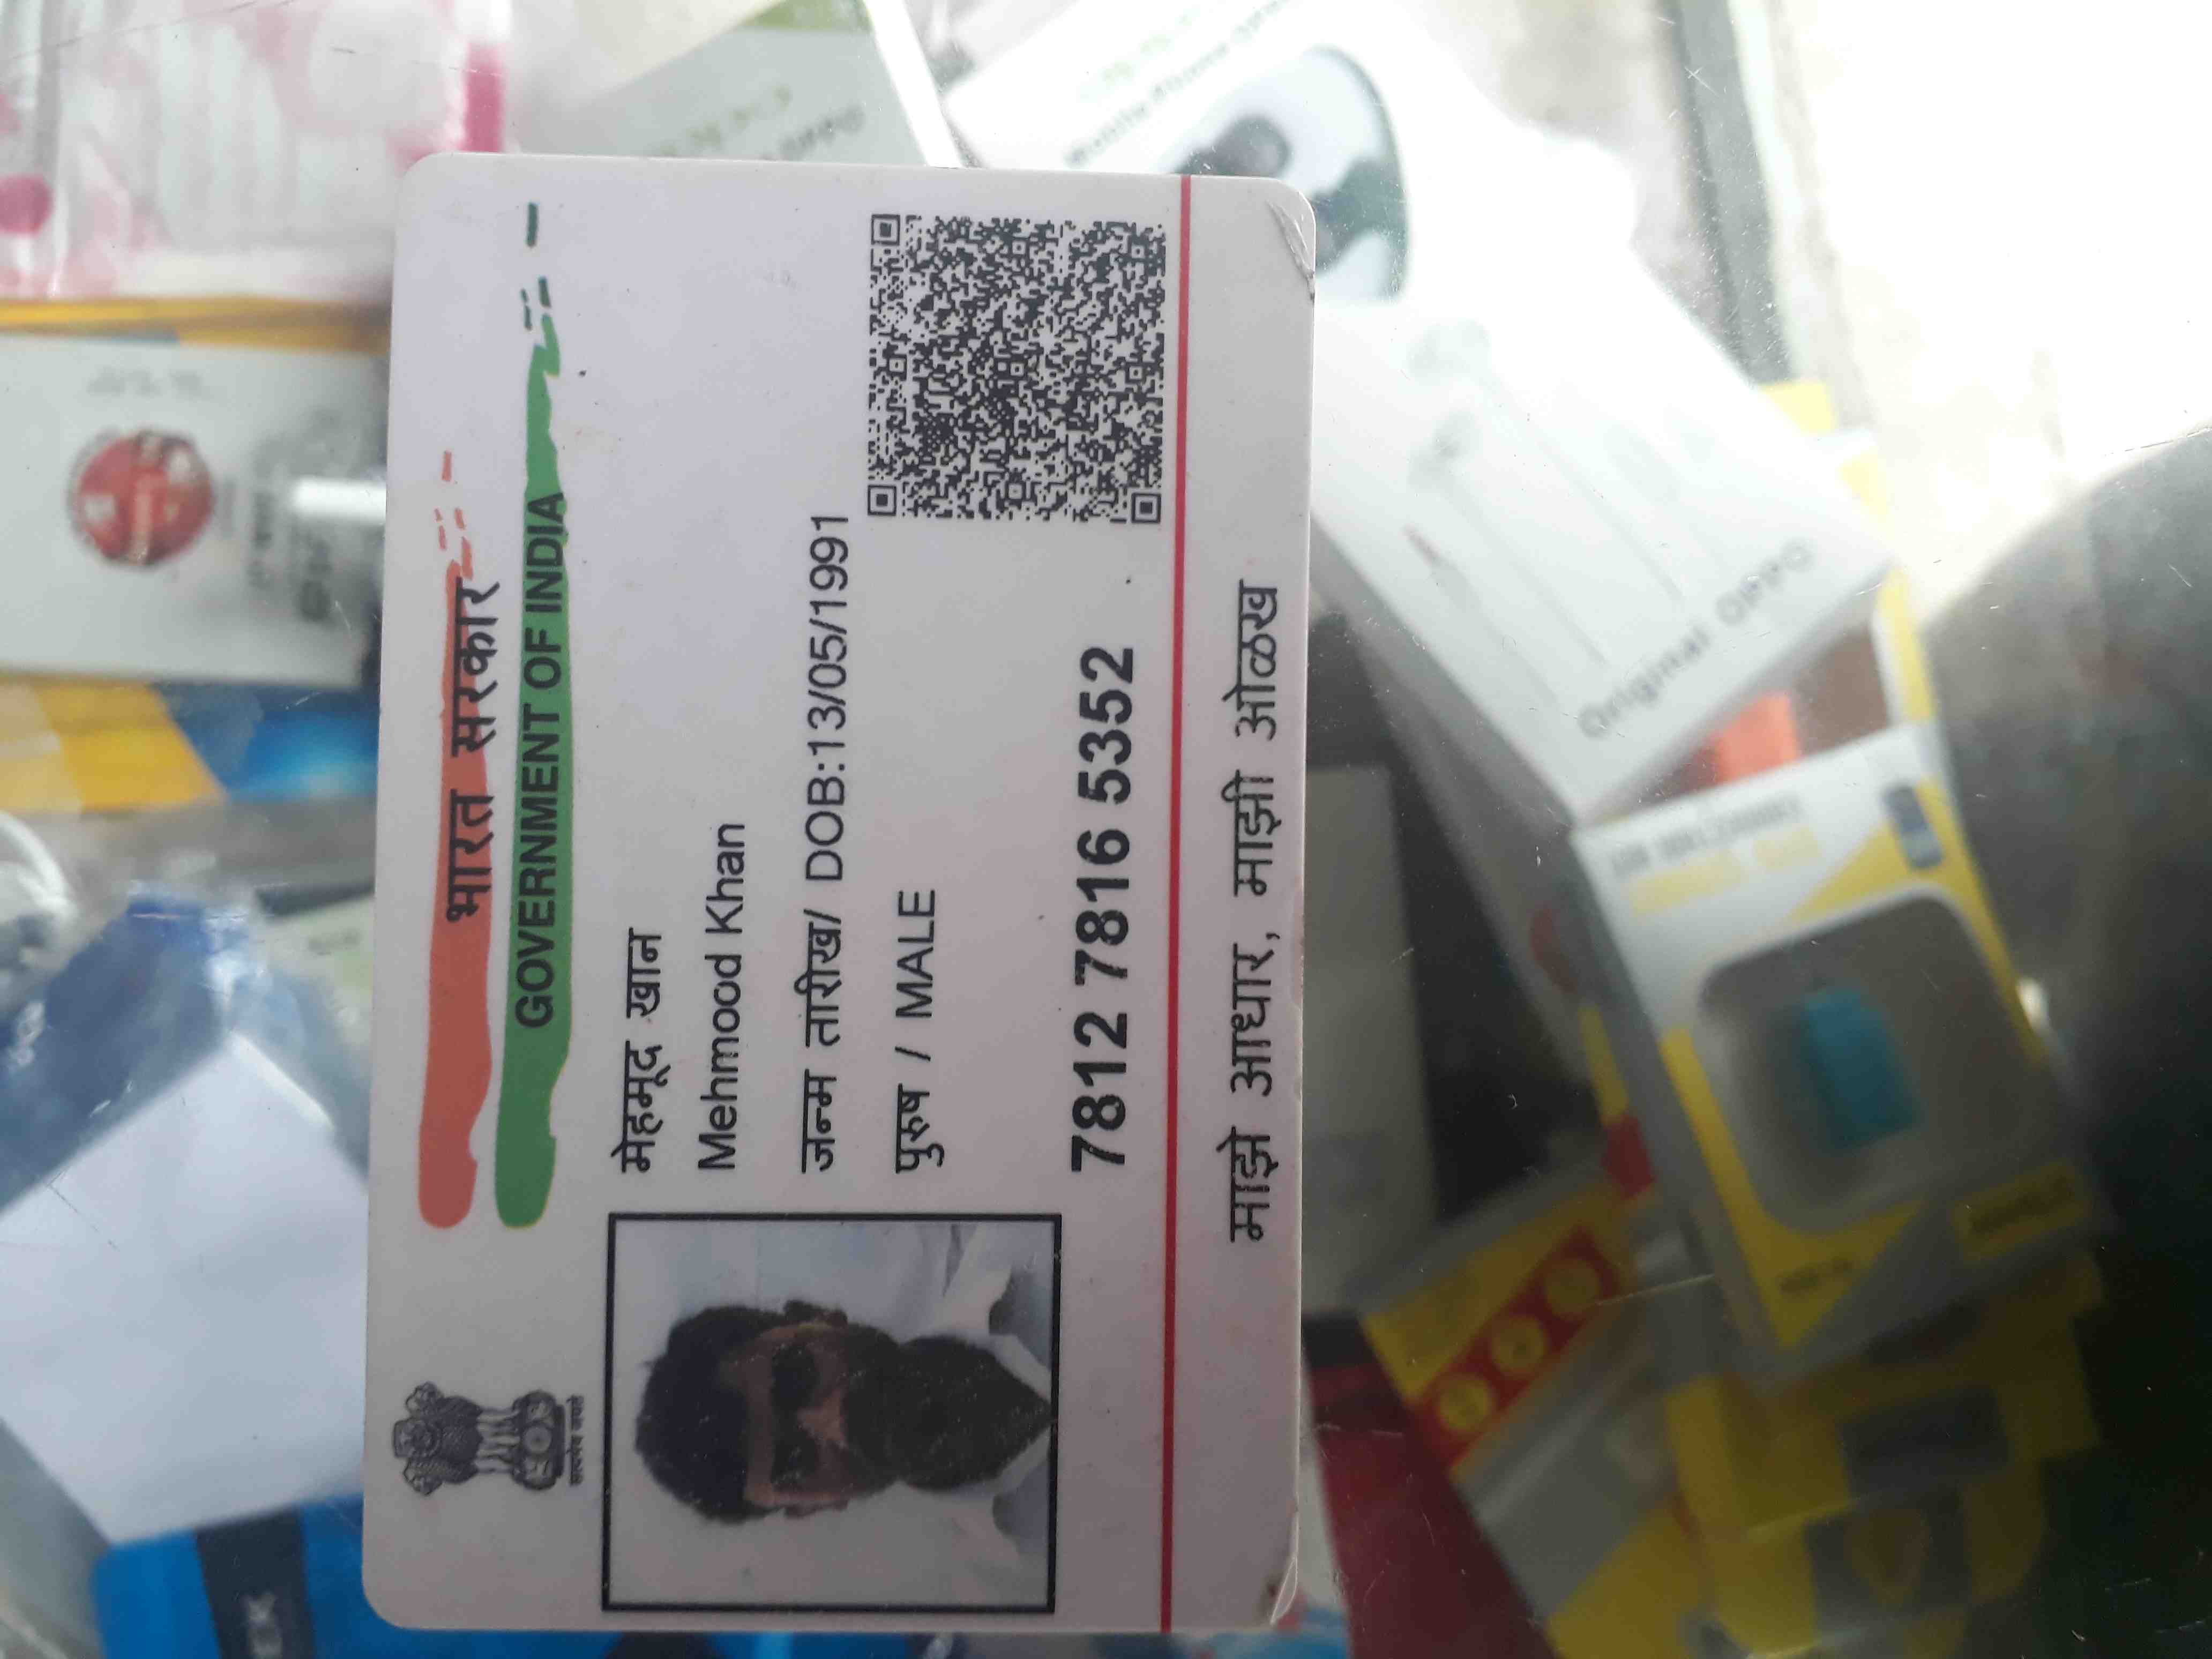 भारत सरकार
GOVERNMENT OF INDIA
सत्यमेव जयते
मेहमूद खान
Mehmood Khan
जन्म तारीख/ DOB:13/05/1991
पुरुष / MALE
7812 7816 5352
माझे आधार, माझी ओळख
Original OPPO